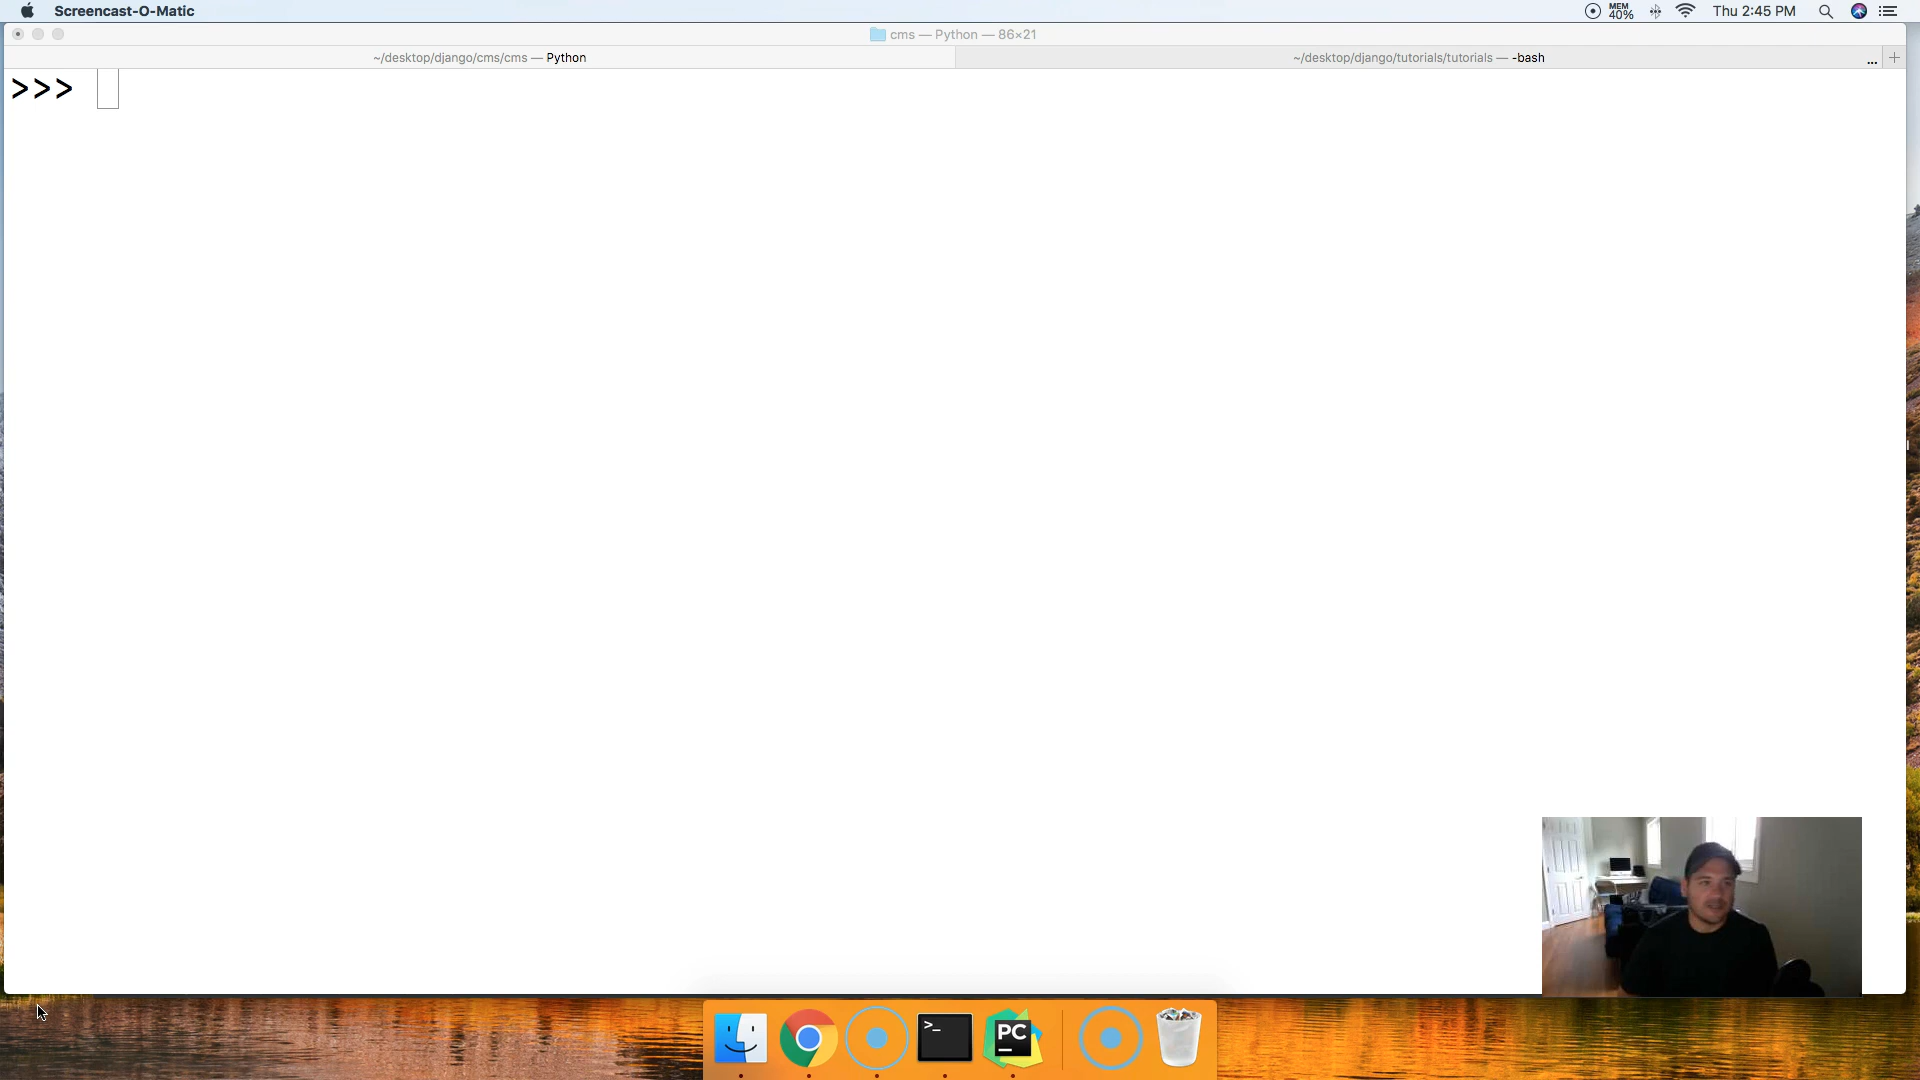 Screencast-O-Matic
MEM
40%
Thu 2:45 PM
cms — Python — 86×21
~/desktop/django/cms/cms — Python
~/desktop/django/tutorials/tutorials — -bash
...
>>>
>_
PC